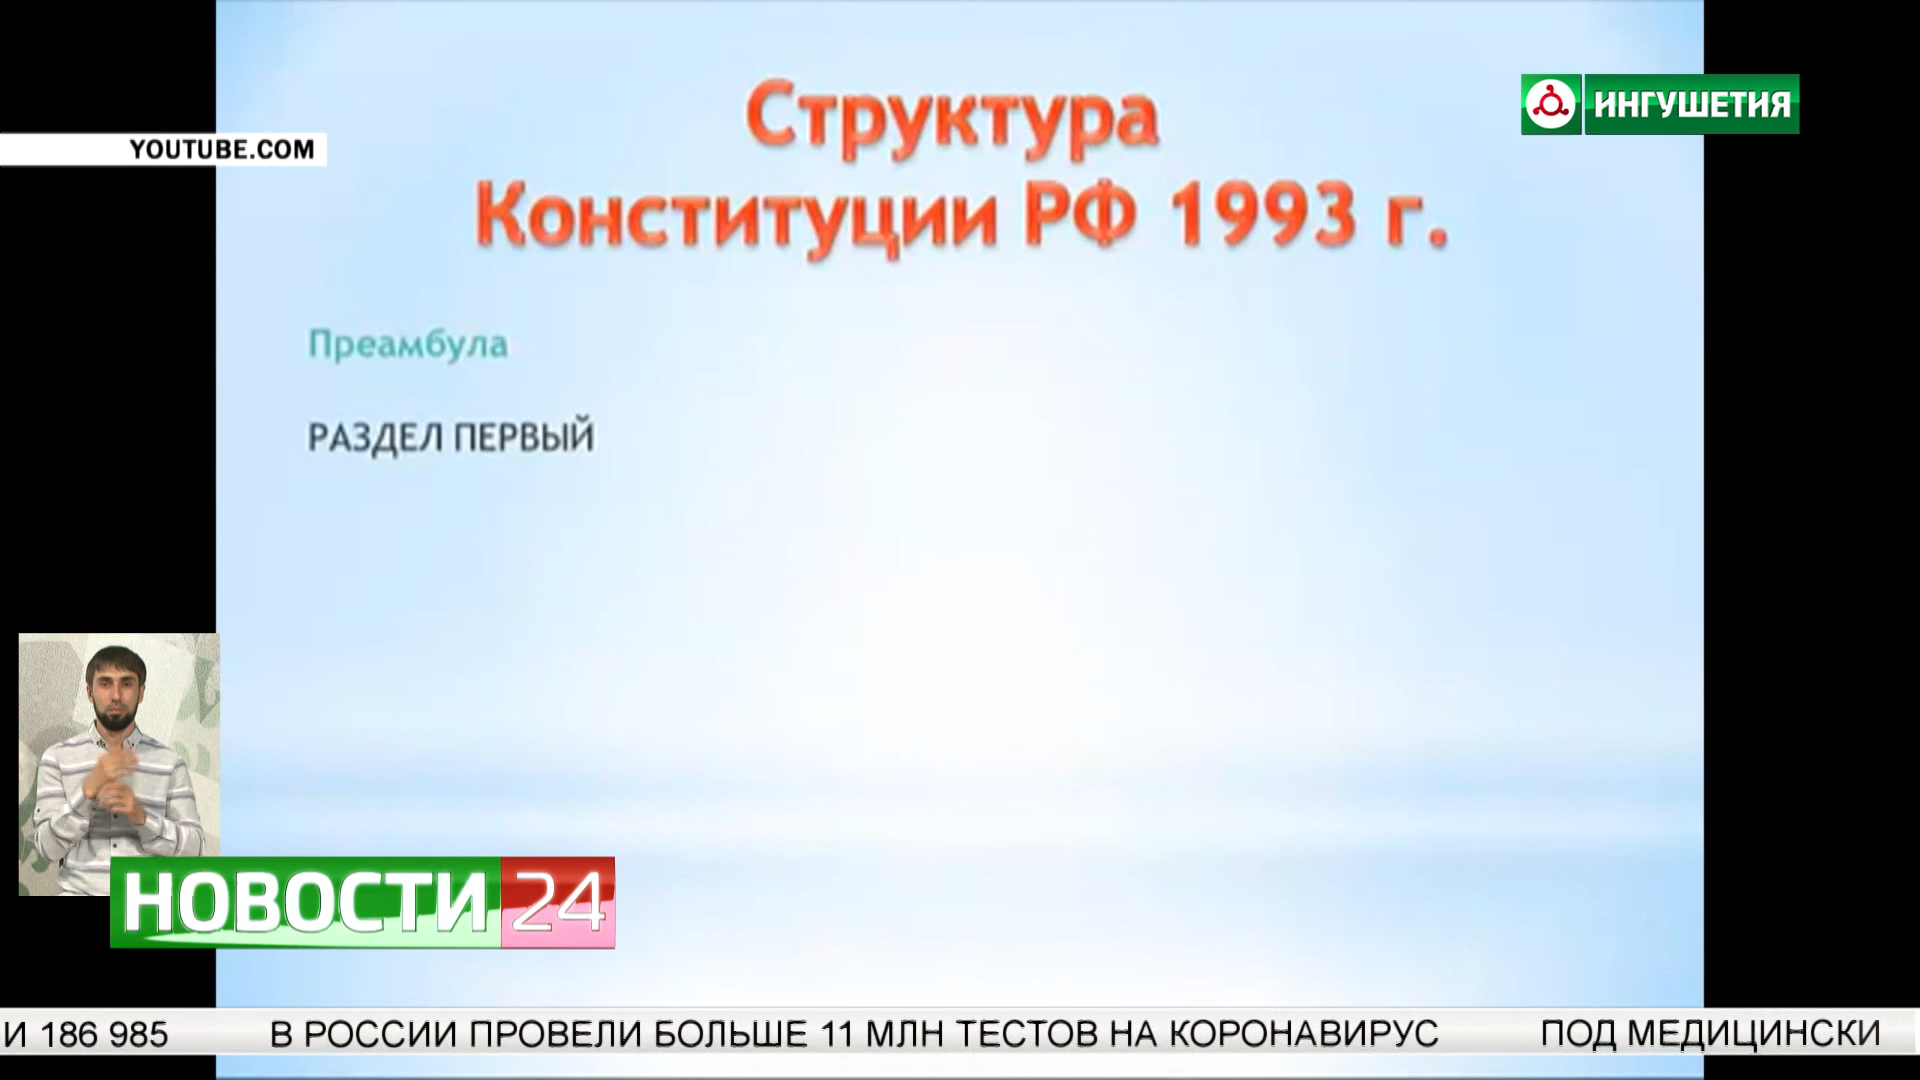 Структура
Конституции РФ 1993 г.
ИНГУШЕТИЯ
YOUTUBE.COM
Преамбула
РАЗДЕЛ ПЕРВЫЙ
НОВОСТИ 24
И 186 985 В РОССИИ ПРОВЕЛИ БОЛЬШЕ 11 МЛН ТЕСТОВ НА КОРОНАВИРУС ПОД МЕДИЦИНСКИ